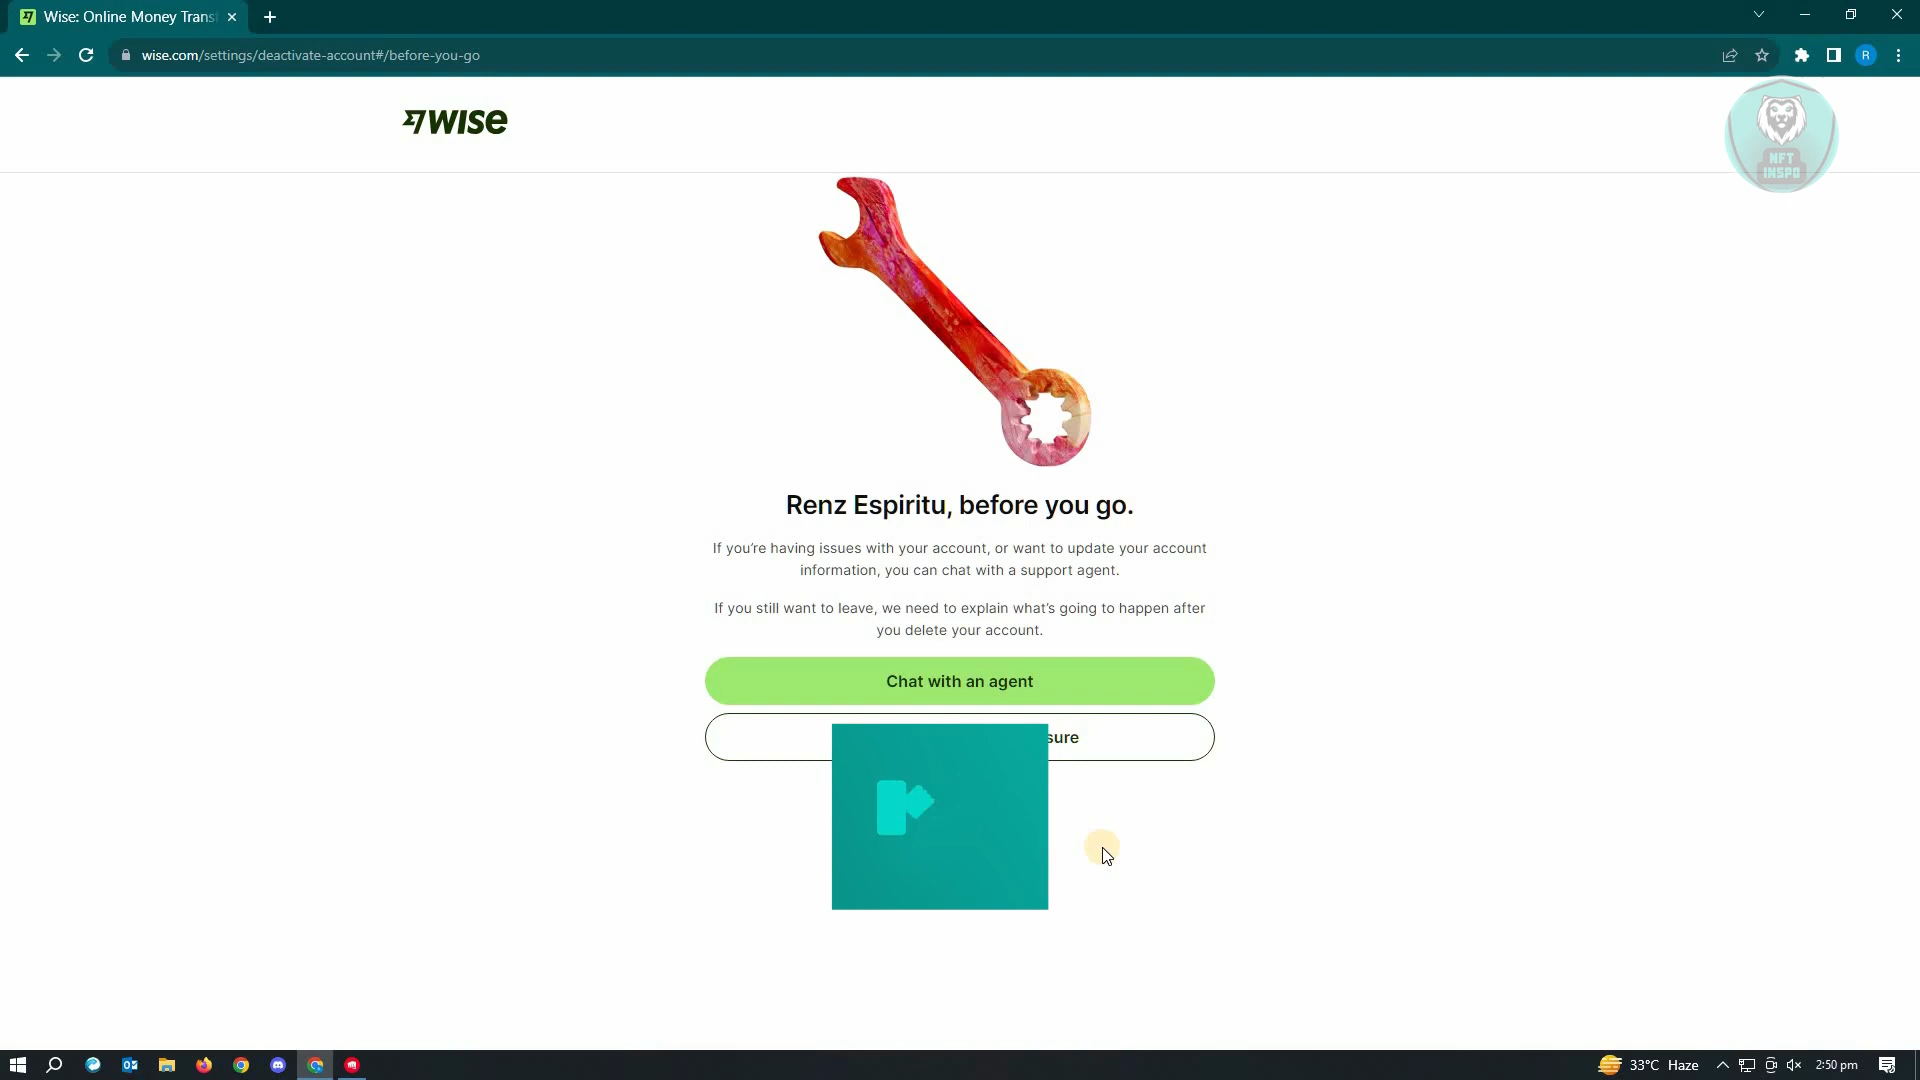 Wise: Online Money Trans
wise.com/settings/deactivate-account#/before-you-go
R
WISE
NFT
INSPO
Renz Espiritu, before you go.
If you’re having issues with your account, or want to update your account
information, you can chat with a support agent.
If you still want to leave, we need to explain what’s going to happen after
you delete your account.
Chat with an agent
sure
33°C Haze
2:50 pm